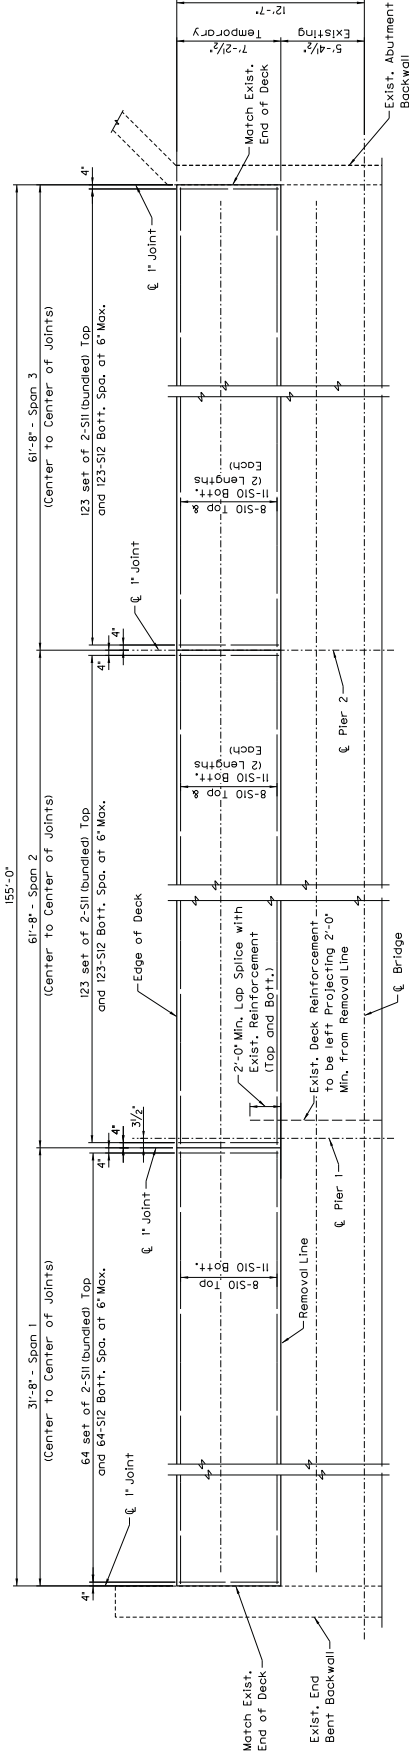 155'-0"
31'-8" - Span 1
(Center to Center of Joints)
61'-8" - Span 2
(Center to Center of Joints)
61'-8" - Span 3
(Center to Center of Joints)
64 set of 2-S11 (bundled) Top
and 64-S12 Bott. Spa. at 6" Max.
123 set of 2-S11 (bundled) Top
and 123-S12 Bott. Spa. at 6" Max.
123 set of 2-S11 (bundled) Top
and 123-S12 Bott. Spa. at 6" Max.
4"
℄ 1" Joint
℄ 1" Joint
4"
4"
3½"
Edge of Deck
℄ 1" Joint
4"
4"
℄ 1" Joint
4"
8-S10 Top
11-S10 Bott.
8-S10 Top &
11-S10 Bott.
(2 Lengths
Each)
8-S10 Top &
11-S10 Bott.
(2 Lengths
Each)
2'-0" Min. Lap Splice with
Exist. Reinforcement
(Top and Bott.)
Exist. Deck Reinforcement
to be left Projecting 2'-0"
Min. from Removal Line
Removal Line
℄ Pier 1
℄ Pier 2
℄ Bridge
Match Exist.
End of Deck
Exist. End
Bent Backwall
Match Exist.
End of Deck
Exist. Abutment
Backwall
7'-2½"
Temporary
5'-4½"
Existing
12'-7"